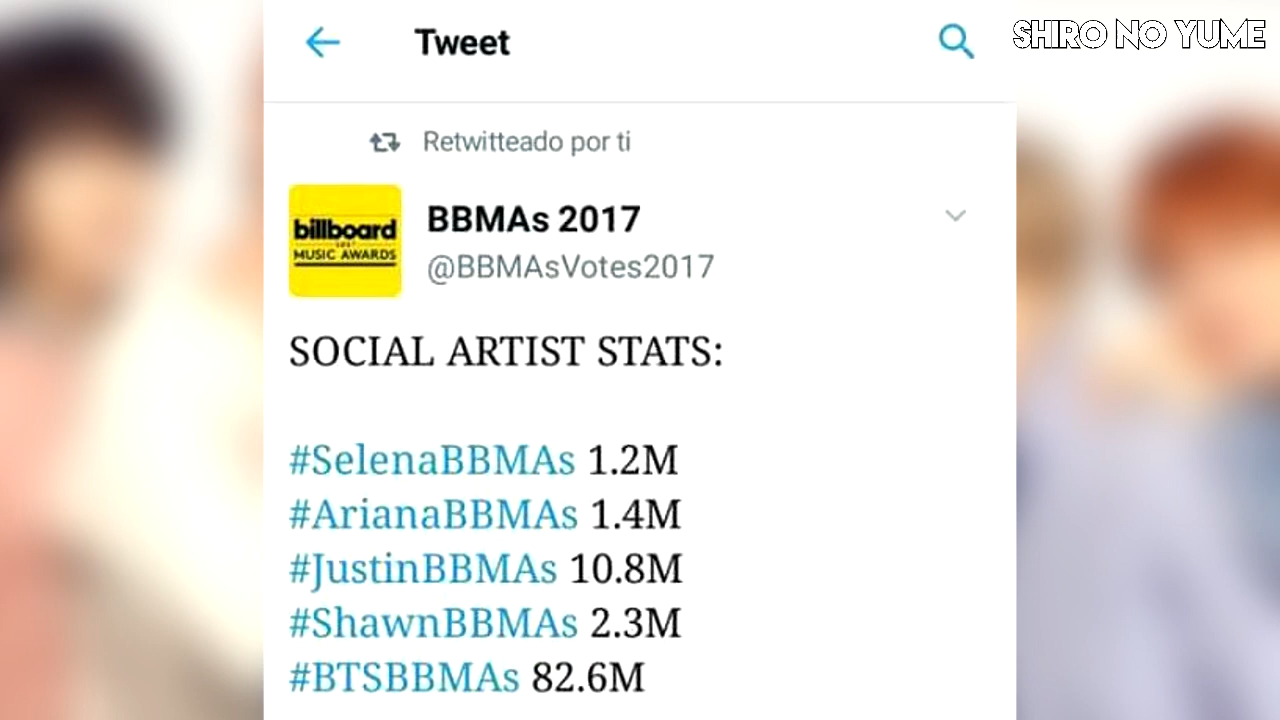 SHIRO NO YUME
Tweet
Retwitteado por ti
billboard
2017
MUSIC AWARDS
BBMAs 2017
@BBMAsVotes2017
SOCIAL ARTIST STATS:
#SelenaBBMAs 1.2M
#ArianaBBMAs 1.4M
#JustinBBMAs 10.8M
#ShawnBBMAs 2.3M
#BTSBBMAs 82.6M